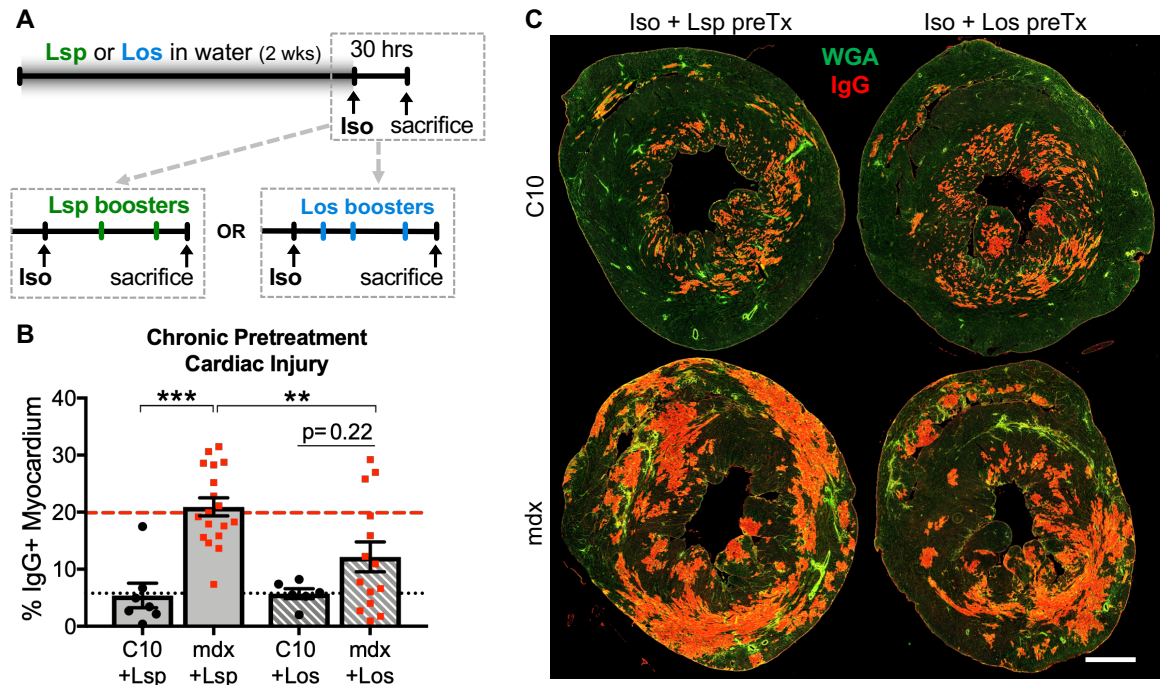 A
Lsp or Los in water (2 wks)
30 hrs
Iso
sacrifice
Lsp boosters
Iso
sacrifice
OR
Los boosters
Iso
sacrifice
B
Chronic Pretreatment
Cardiac Injury
% IgG+ Myocardium
40
30
20
10
0
***
**
p=0.22
C10
+Lsp
mdx
+Lsp
C10
+Los
mdx
+Los
C
Iso + Lsp preTx
Iso + Los preTx
WGA
IgG
C10
mdx